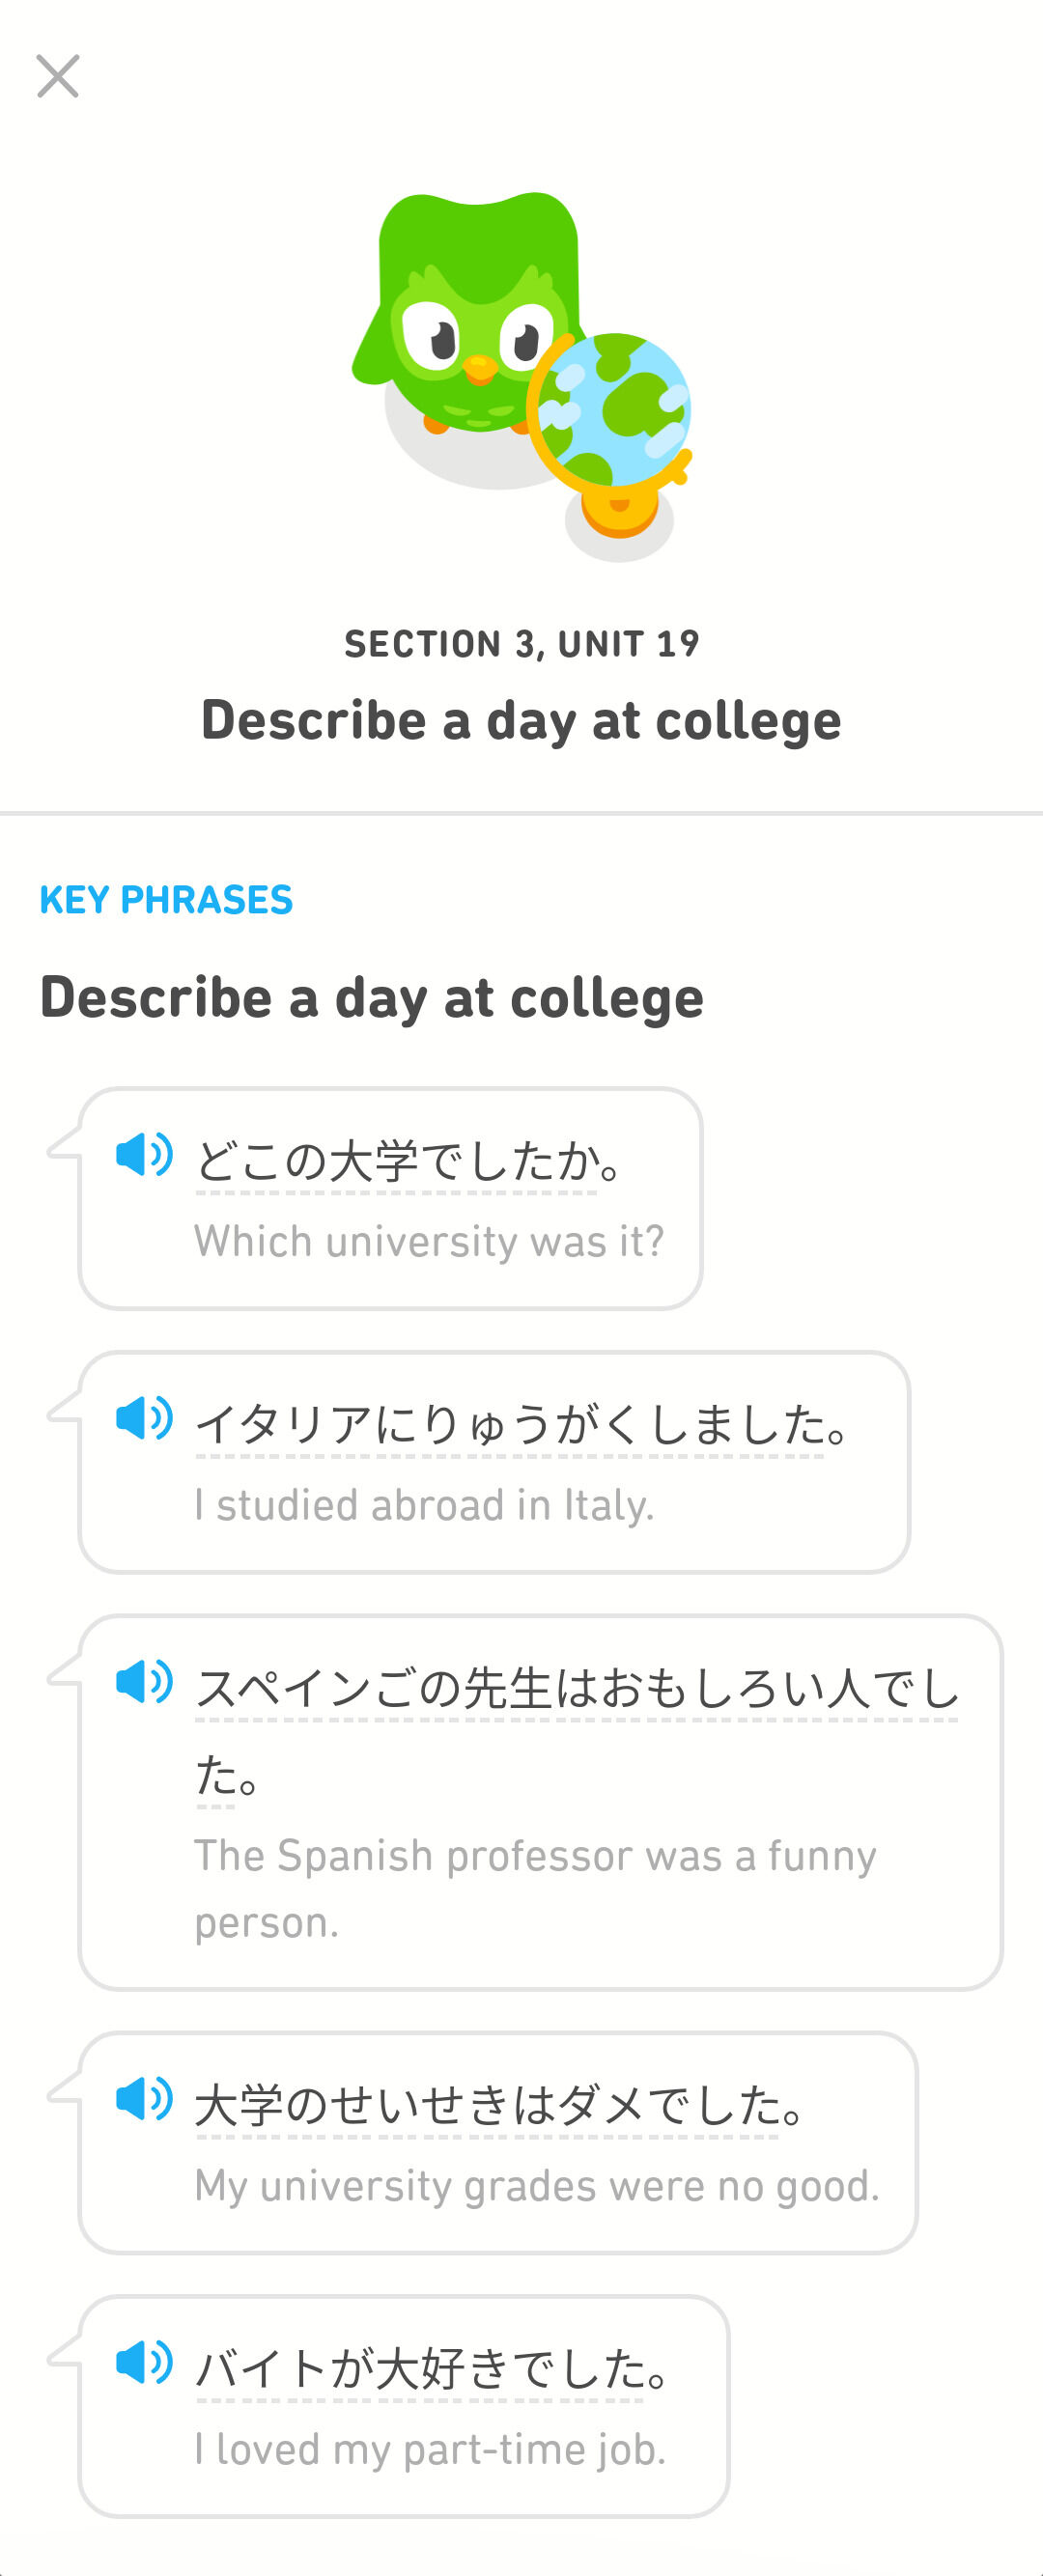 SECTION 3, UNIT 19
Describe a day at college
KEY PHRASES
Describe a day at college
どこの大学でしたか。
Which university was it?
イタリアにりゅうがくしました。
I studied abroad in Italy.
スペインごの先生はおもしろい人でし
た。
The Spanish professor was a funny
person.
大学のせいせきはダメでした。
My university grades were no good.
バイトが大好きでした。
I loved my part-time job.